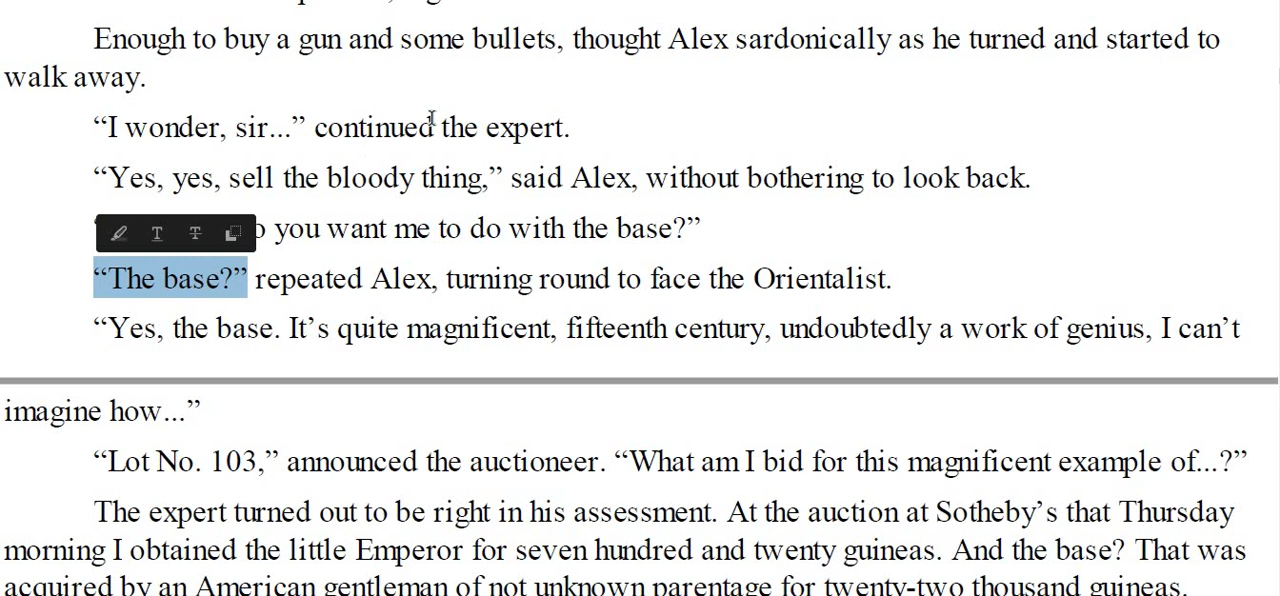 Enough to buy a gun and some bullets, thought Alex sardonically as he turned and started to
walk away.
“I wonder, sir...” continued the expert.
“Yes, yes, sell the bloody thing,” said Alex, without bothering to look back.
you want me to do with the base?”
“The base?” repeated Alex, turning round to face the Orientalist.
“Yes, the base. It’s quite magnificent, fifteenth century, undoubtedly a work of genius, I can’t
imagine how...”
“Lot No. 103,” announced the auctioneer. “What am I bid for this magnificent example of...?”
The expert turned out to be right in his assessment. At the auction at Sotheby’s that Thursday
morning I obtained the little Emperor for seven hundred and twenty guineas. And the base? That was
acquired by an American gentleman of not unknown parentage for twenty-two thousand guineas.